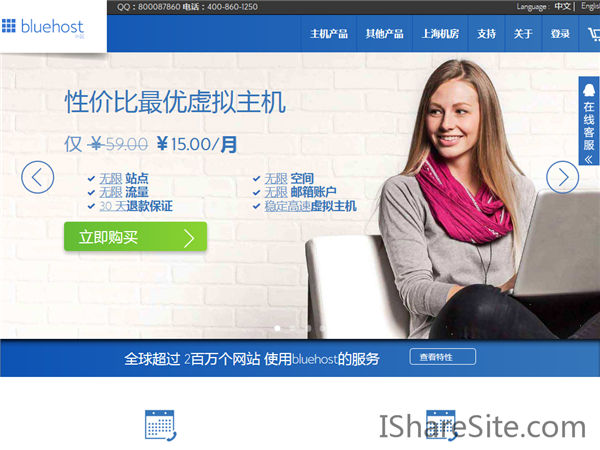 QQ：800087860 电话：400-860-1250
Language : 中文 | English
bluehost
中国
主机产品 其他产品 上海机房 支持 关于 登录
性价比最优虚拟主机
仅 ¥59.00 ¥15.00/月
无限 站点 无限 空间
无限 流量 无限 邮箱账户
30 天退款保证 稳定高速虚拟主机
立即购买
在线客服
全球超过 2百万个网站 使用bluehost的服务 查看特性
IShareSite.com